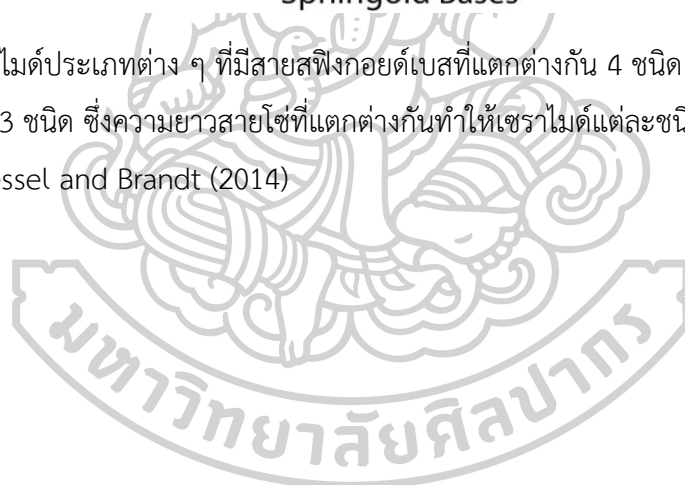 Sphingoid Bases
ไมด์ประเภทต่าง ๆ ที่มีสายสฟิงกอยด์เบสที่แตกต่างกัน 4 ชนิด
3 ชนิด ซึ่งความยาวสายโซ่ที่แตกต่างกันทำให้เซราไมด์แต่ละชนิ
ssel and Brandt (2014)
มหาวิทยาลัยศิลปากร